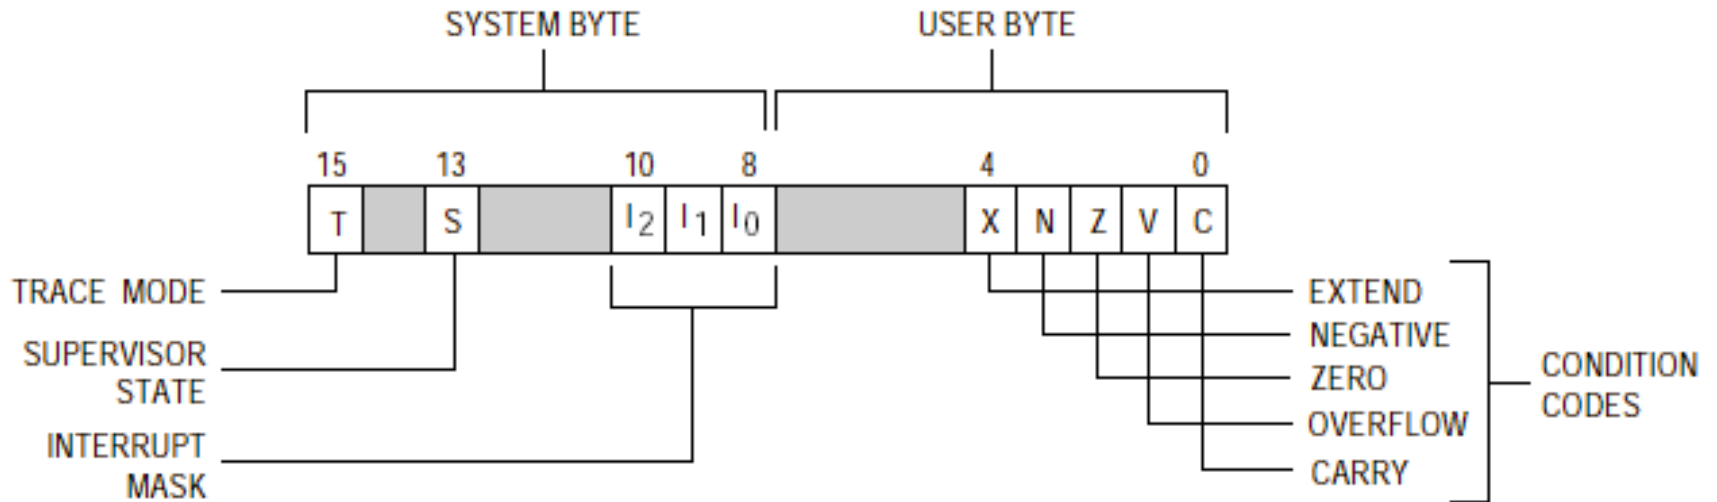 SYSTEM BYTE
USER BYTE
15 13 10 8 4 0
T S I2 I1 I0 X N Z V C
TRACE MODE
SUPERVISOR
STATE
INTERRUPT
MASK
EXTEND
NEGATIVE
ZERO
OVERFLOW
CARRY
CONDITION
CODES